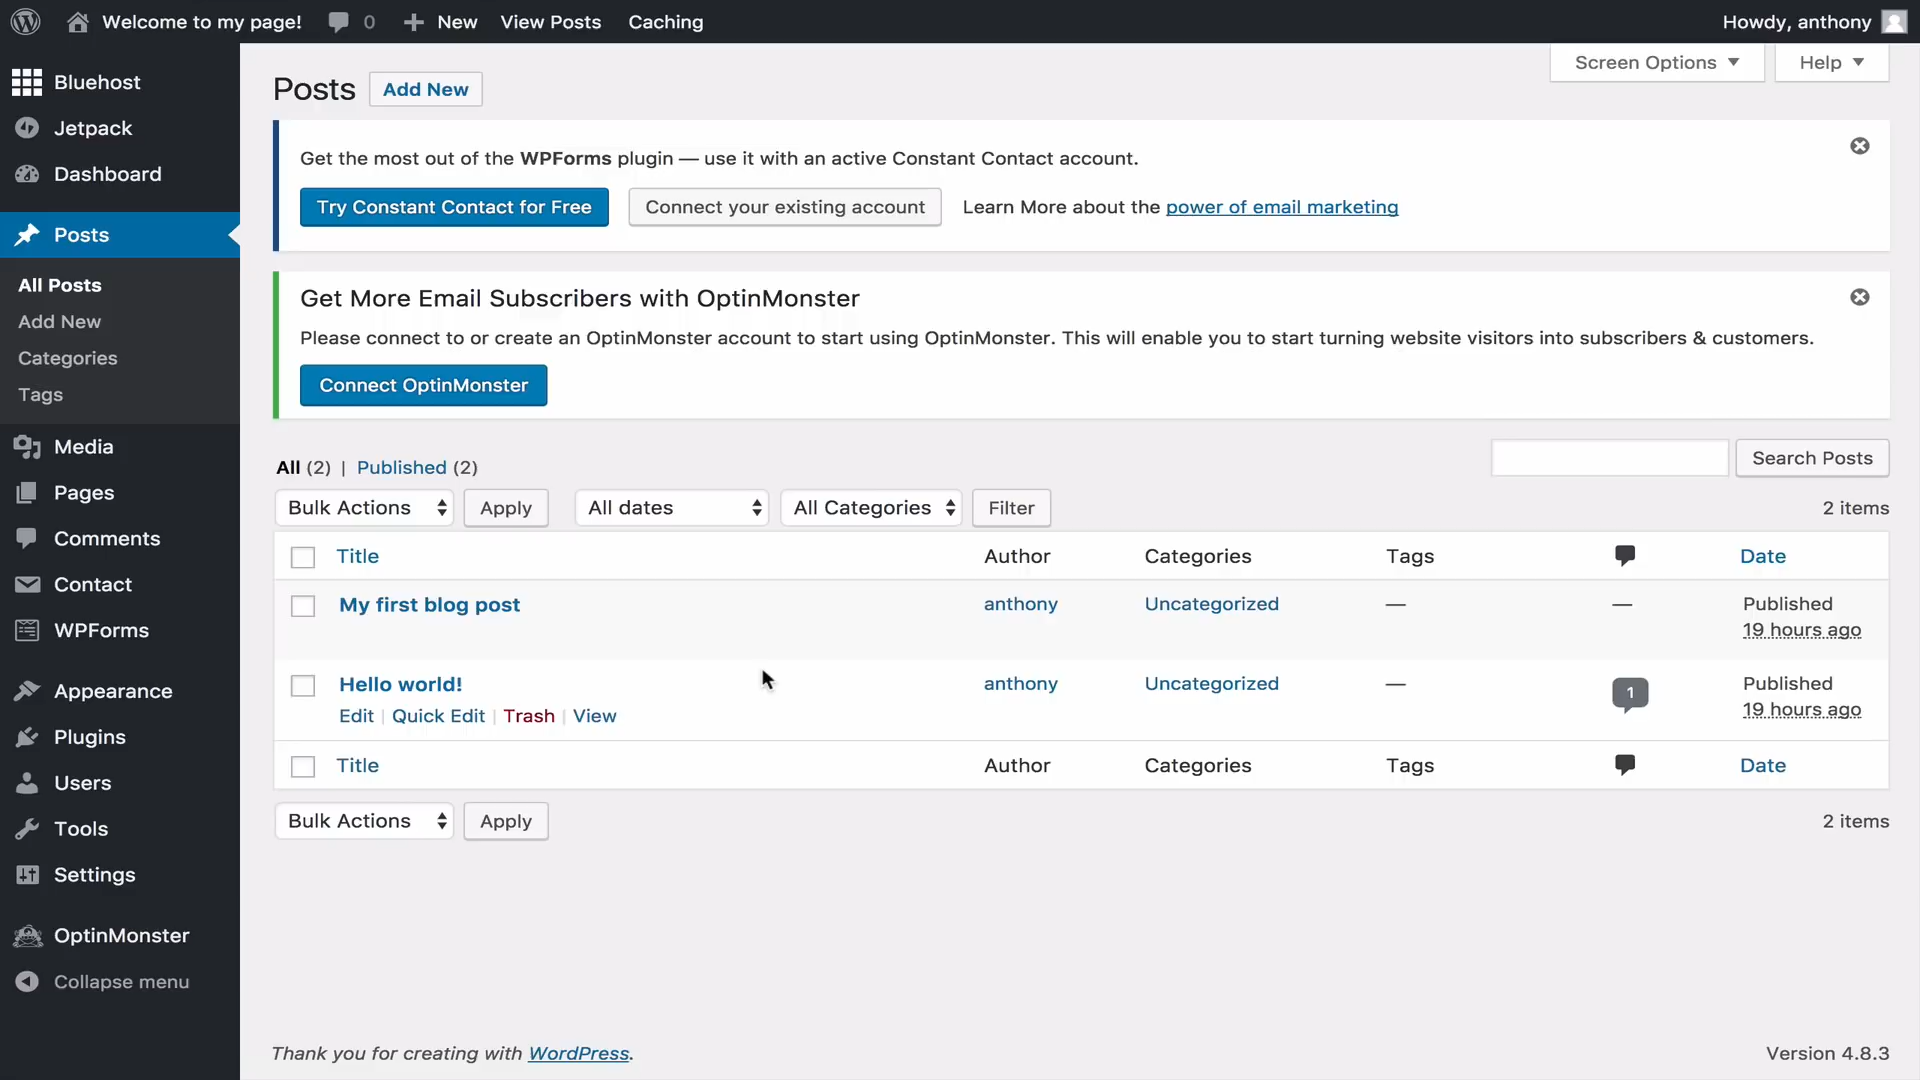 Welcome to my page! 0 New View Posts Caching Howdy, anthony
Bluehost
Jetpack
Dashboard
Posts
All Posts
Add New
Categories
Tags
Media
Pages
Comments
Contact
WPForms
Appearance
Plugins
Users
Tools
Settings
OptinMonster
Collapse menu
Screen Options Help
Posts Add New
Get the most out of the WPForms plugin — use it with an active Constant Contact account.
Try Constant Contact for Free Connect your existing account Learn More about the power of email marketing
Get More Email Subscribers with OptinMonster
Please connect to or create an OptinMonster account to start using OptinMonster. This will enable you to start turning website visitors into subscribers & customers.
Connect OptinMonster
All (2) | Published (2) Search Posts
Bulk Actions Apply All dates All Categories Filter 2 items
Title Author Categories Tags Date
My first blog post anthony Uncategorized — — Published
19 hours ago
Hello world! anthony Uncategorized — 1 Published
Edit | Quick Edit | Trash | View 19 hours ago
Title Author Categories Tags Date
Bulk Actions Apply 2 items
Thank you for creating with WordPress. Version 4.8.3